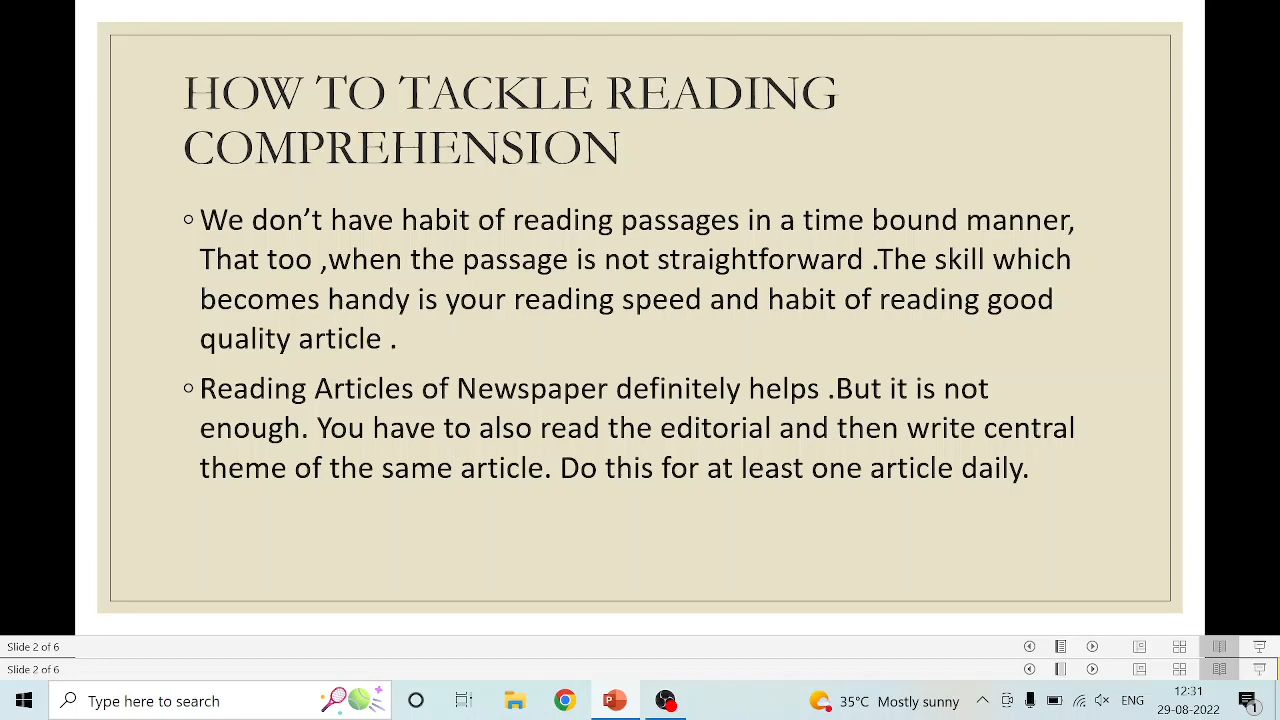 HOW TO TACKLE READING
COMPREHENSION
We don’t have habit of reading passages in a time bound manner,
That too ,when the passage is not straightforward .The skill which
becomes handy is your reading speed and habit of reading good
quality article .
Reading Articles of Newspaper definitely helps .But it is not
enough. You have to also read the editorial and then write central
theme of the same article. Do this for at least one article daily.
Slide 2 of 6
Slide 2 of 6
Type here to search
35°C Mostly sunny
ENG
12:31
29-08-2022
1